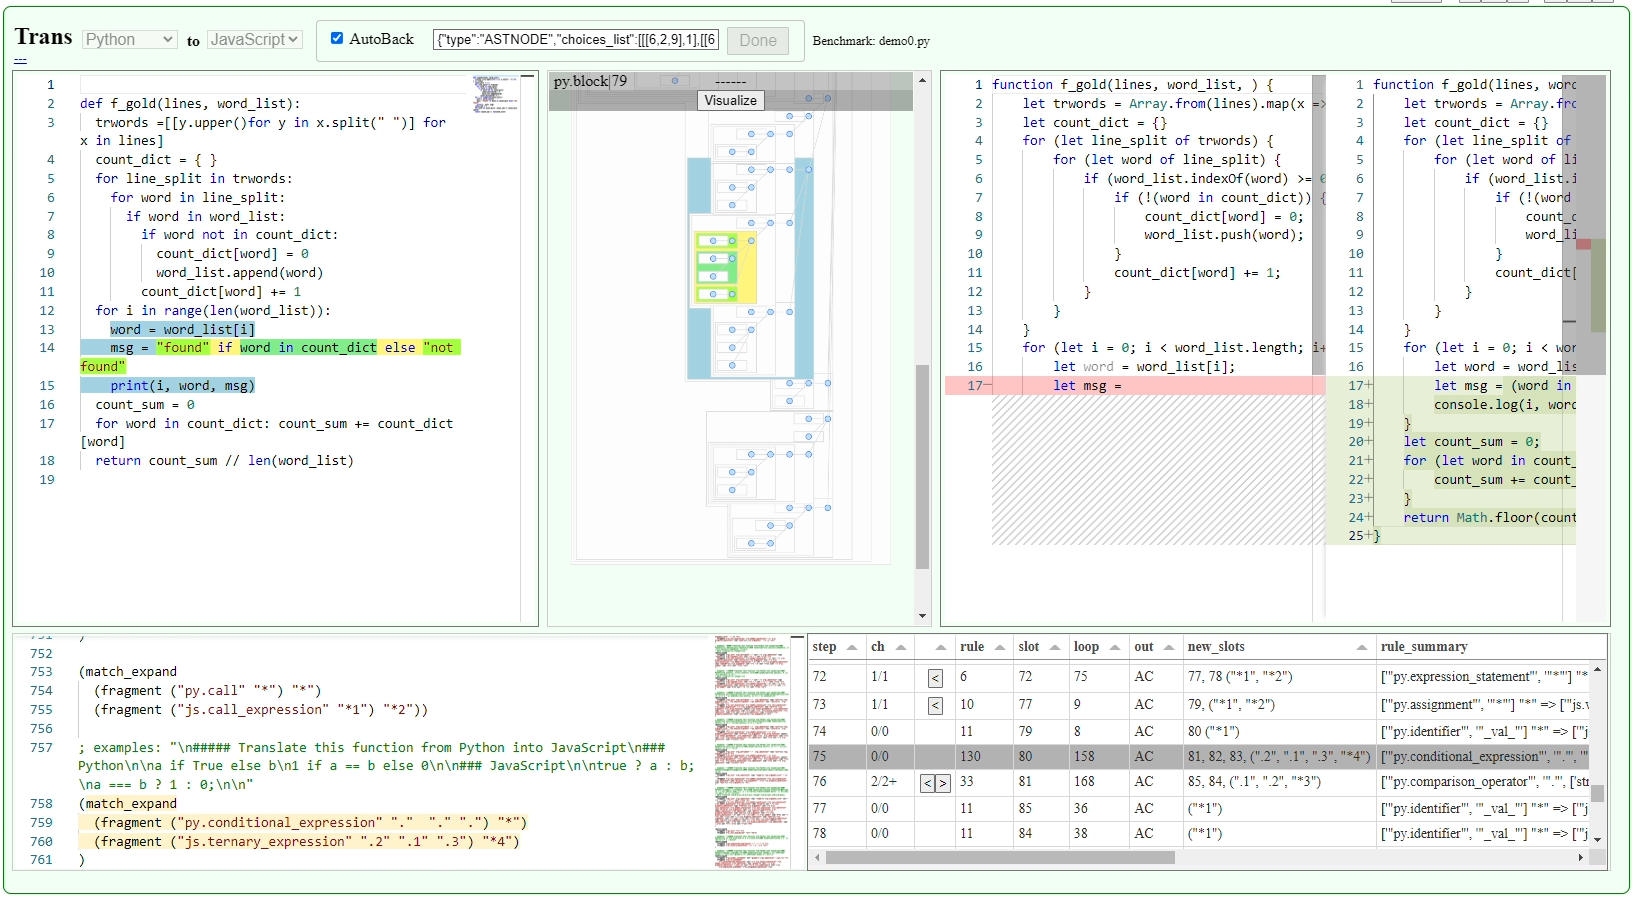 Trans Python to JavaScript AutoBack {"type":"ASTNODE","choices_list":[[[6,2,9],1],[[6 Done Benchmark: demo0.py
---
1
2 def f_gold(lines, word_list):
3 trwords =[[y.upper()for y in x.split(" ")] for
x in lines]
4 count_dict = { }
5 for line_split in trwords:
6 for word in line_split:
7 if word in word_list:
8 if word not in count_dict:
9 count_dict[word] = 0
10 word_list.append(word)
11 count_dict[word] += 1
12 for i in range(len(word_list)):
13 word = word_list[i]
14 msg = "found" if word in count_dict else "not
found"
15 print(i, word, msg)
16 count_sum = 0
17 for word in count_dict: count_sum += count_dict
[word]
18 return count_sum // len(word_list)
19
py.block|79 ------
Visualize
1 function f_gold(lines, word_list, ) {
2 let trwords = Array.from(lines).map(x =>
3 let count_dict = {}
4 for (let line_split of trwords) {
5 for (let word of line_split) {
6 if (word_list.indexOf(word) >= 0
7 if (!(word in count_dict)) {
8 count_dict[word] = 0;
9 word_list.push(word);
10 }
11 count_dict[word] += 1;
12 }
13 }
14 }
15 for (let i = 0; i < word_list.length; i+
16 let word = word_list[i];
17− let msg =
1 function f_gold(lines, word
2 let trwords = Array.fro
3 let count_dict = {}
4 for (let line_split of
5 for (let word of li
6 if (word_list.i
7 if (!(word
8 count_d
9 word_li
10 }
11 count_dict[
12 }
13 }
14 }
15 for (let i = 0; i < wor
16 let word = word_lis
17+ let msg = (word in
18+ console.log(i, word
19+ }
20+ let count_sum = 0;
21+ for (let word in count_
22+ count_sum += count_
23+ }
24+ return Math.floor(count
25+ }
751 )
752
753 (match_expand
754 (fragment ("py.call" "*") "*")
755 (fragment ("js.call_expression" "*1") "*2"))
756
757 ; examples: "\n##### Translate this function from Python into JavaScript\n###
Python\n\na if True else b\n1 if a == b else 0\n\n### JavaScript\n\ntrue ? a : b;
\na === b ? 1 : 0;\n\n"
758 (match_expand
759 (fragment ("py.conditional_expression" "." "." ".") "*")
760 (fragment ("js.ternary_expression" ".2" ".1" ".3") "*4")
761 )
step ch rule slot loop out new_slots rule_summary
72 1/1 < 6 72 75 AC 77, 78 ("*1", "*2") ["'py.expression_statement'", '"*"'] "*
73 1/1 < 10 77 9 AC 79, ("*1", "*2") ["'py.assignment'", '"*"'] "*" => ['"js.v
74 0/0 11 79 8 AC 80 ("*1") ["'py.identifier'", '"_val_"'] "*" => ['"j
75 0/0 130 80 158 AC 81, 82, 83, (".2", ".1", ".3", "*4") ["'py.conditional_expression'", '"."', '"
76 2/2+ < > 33 81 168 AC 85, 84, (".1", ".2", "*3") ["'py.comparison_operator'", '"."', ['str
77 0/0 11 85 36 AC ("*1") ["'py.identifier'", '"_val_"'] "*" => ['"j
78 0/0 11 84 38 AC ("*1") ["'py.identifier'", '"_val_"'] "*" => ['"j